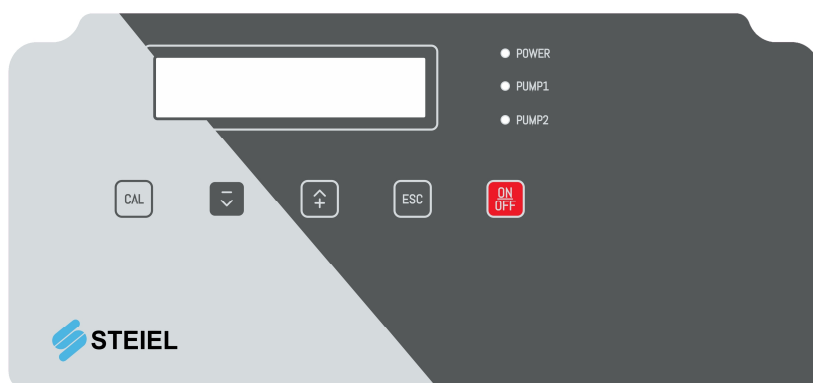 POWER
PUMP1
PUMP2
CAL
ESC
ON
OFF
STEIEL